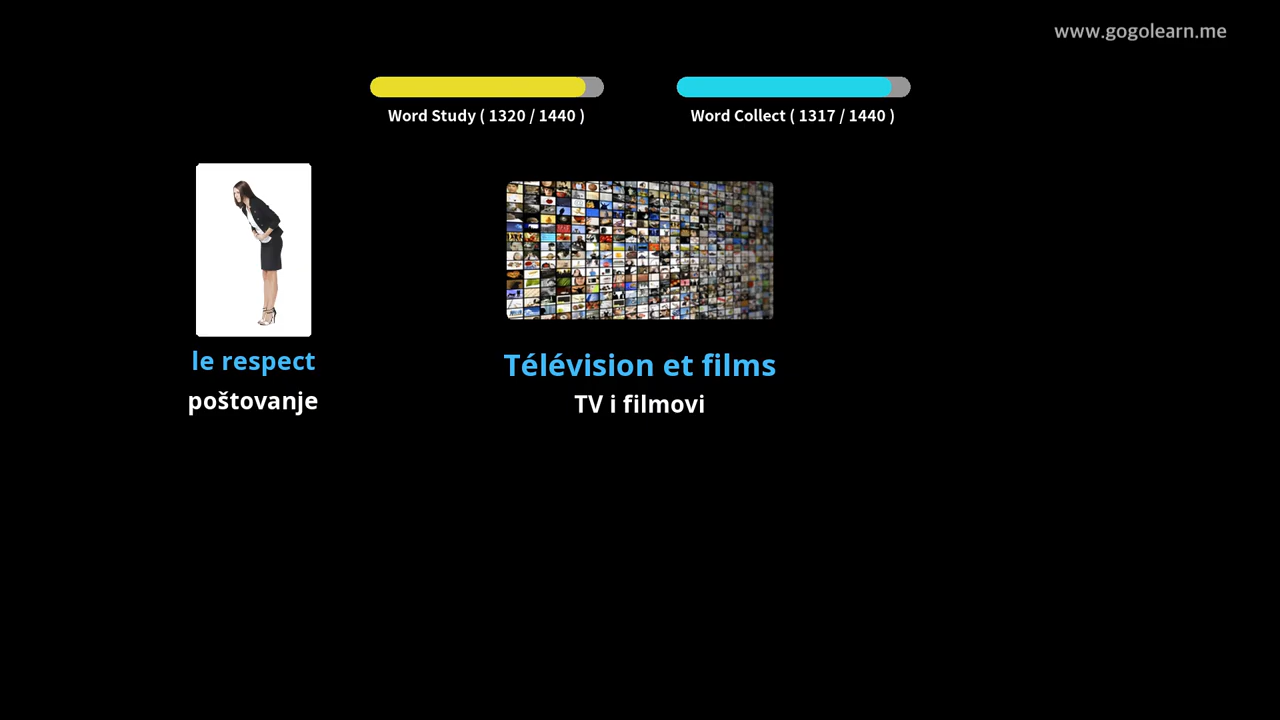 www.gogolearn.me
Word Study ( 1320 / 1440 )
Word Collect ( 1317 / 1440 )
le respect
poštovanje
Télévision et films
TV i filmovi